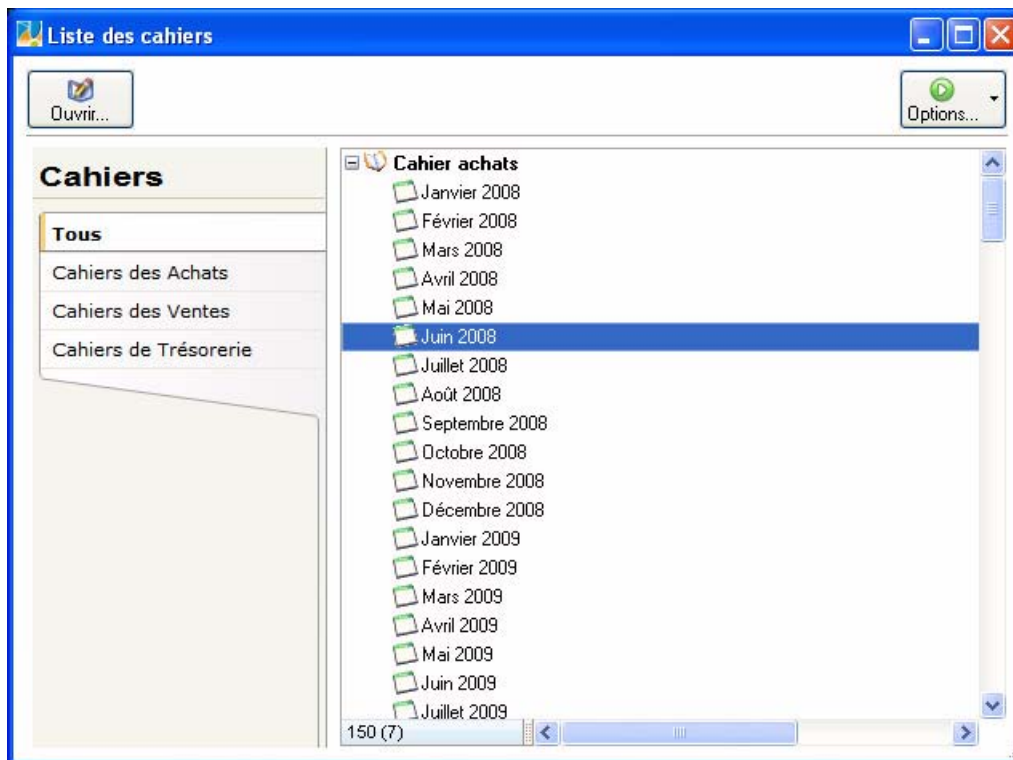 Liste des cahiers
Ouvrir...
Options...
Cahiers
Tous
Cahiers des Achats
Cahiers des Ventes
Cahiers de Trésorerie
Cahier achats
Janvier 2008
Février 2008
Mars 2008
Avril 2008
Mai 2008
Juin 2008
Juillet 2008
Août 2008
Septembre 2008
Octobre 2008
Novembre 2008
Décembre 2008
Janvier 2009
Février 2009
Mars 2009
Avril 2009
Mai 2009
Juin 2009
Juillet 2009
150 (7)